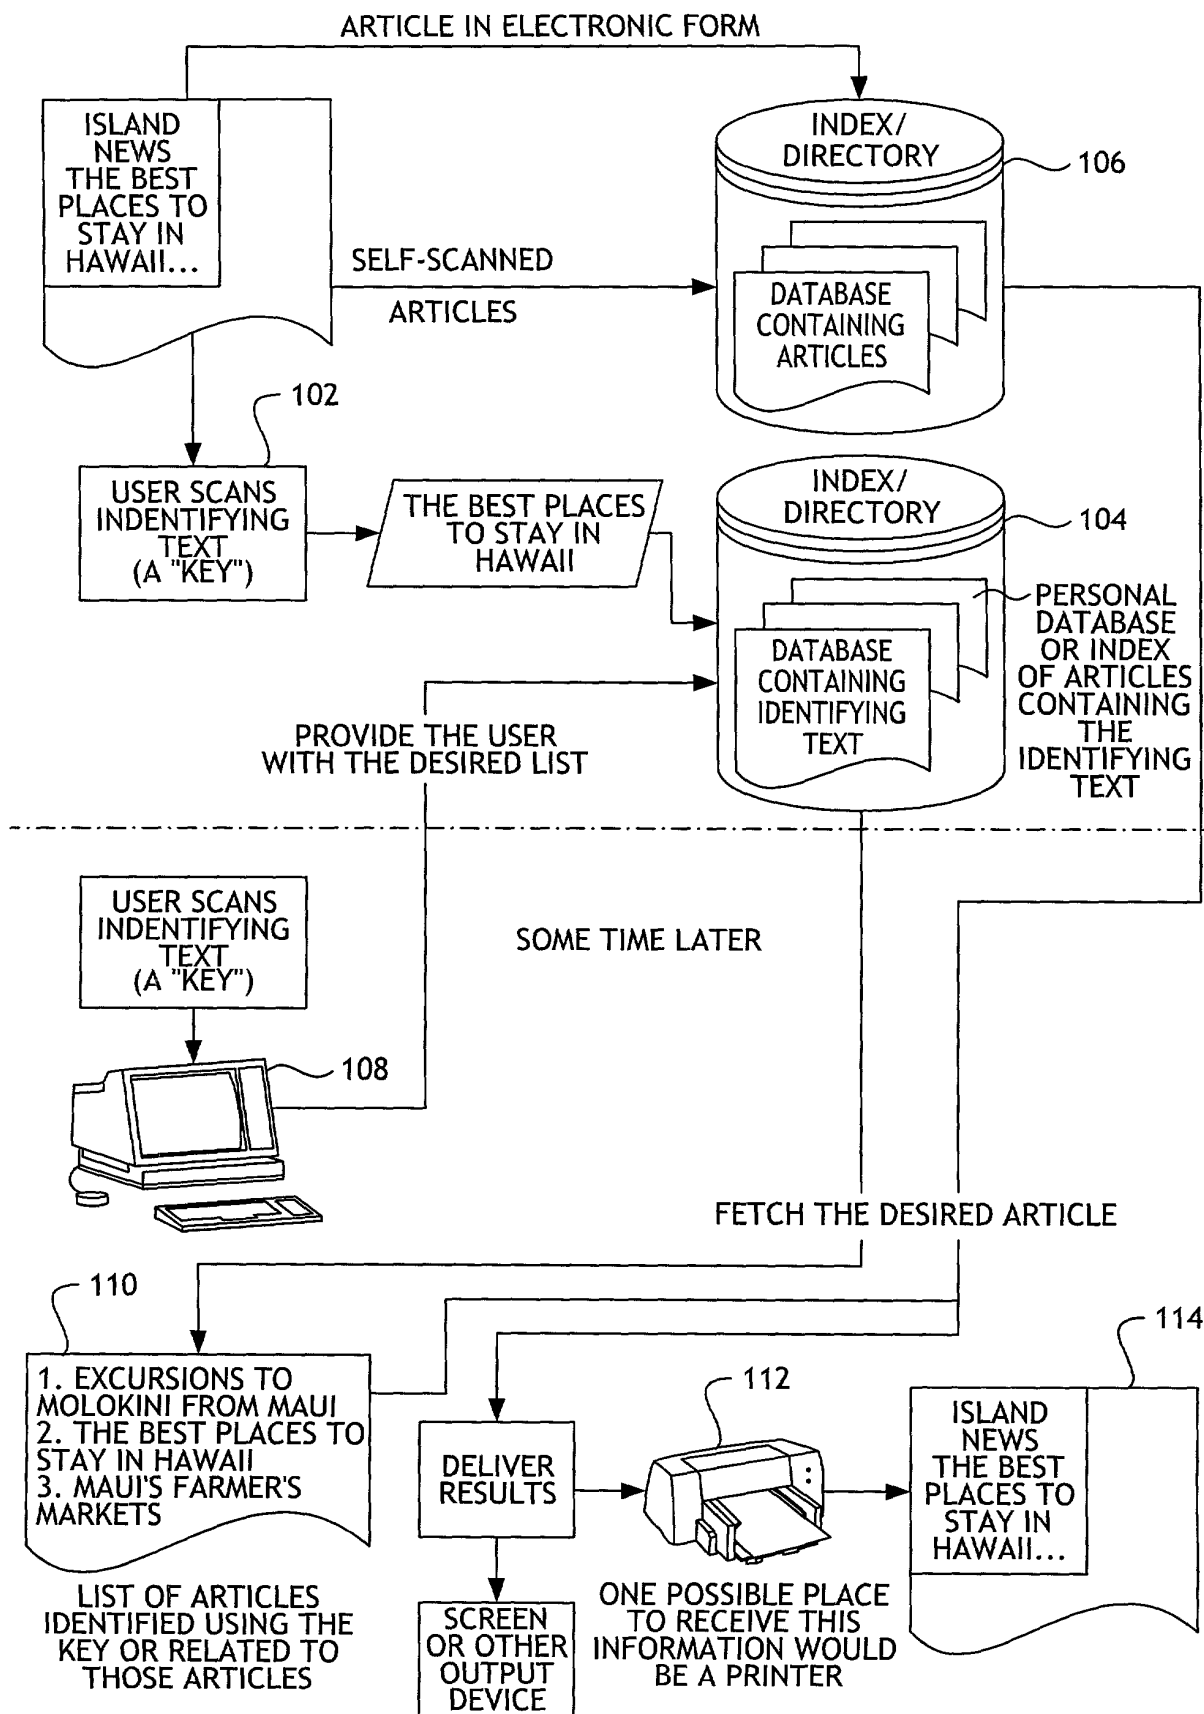 ARTICLE IN ELECTRONIC FORM
ISLAND
NEWS
THE BEST
PLACES TO
STAY IN
HAWAII...
INDEX/
DIRECTORY
106
SELF-SCANNED
ARTICLES
DATABASE
CONTAINING
ARTICLES
102
USER SCANS
INDENTIFYING
TEXT
(A "KEY")
THE BEST PLACES
TO STAY IN
HAWAII
INDEX/
DIRECTORY
104
DATABASE
CONTAINING
IDENTIFYING
TEXT
PERSONAL
DATABASE
OR INDEX
OF ARTICLES
CONTAINING
THE
IDENTIFYING
TEXT
PROVIDE THE USER
WITH THE DESIRED LIST
USER SCANS
INDENTIFYING
TEXT
(A "KEY")
SOME TIME LATER
108
FETCH THE DESIRED ARTICLE
110
1. EXCURSIONS TO
MOLOKINI FROM MAUI
2. THE BEST PLACES TO
STAY IN HAWAII
3. MAUI'S FARMER'S
MARKETS
LIST OF ARTICLES
IDENTIFIED USING THE
KEY OR RELATED TO
THOSE ARTICLES
DELIVER
RESULTS
SCREEN
OR OTHER
OUTPUT
DEVICE
112
ONE POSSIBLE PLACE
TO RECEIVE THIS
INFORMATION WOULD
BE A PRINTER
114
ISLAND
NEWS
THE BEST
PLACES TO
STAY IN
HAWAII...